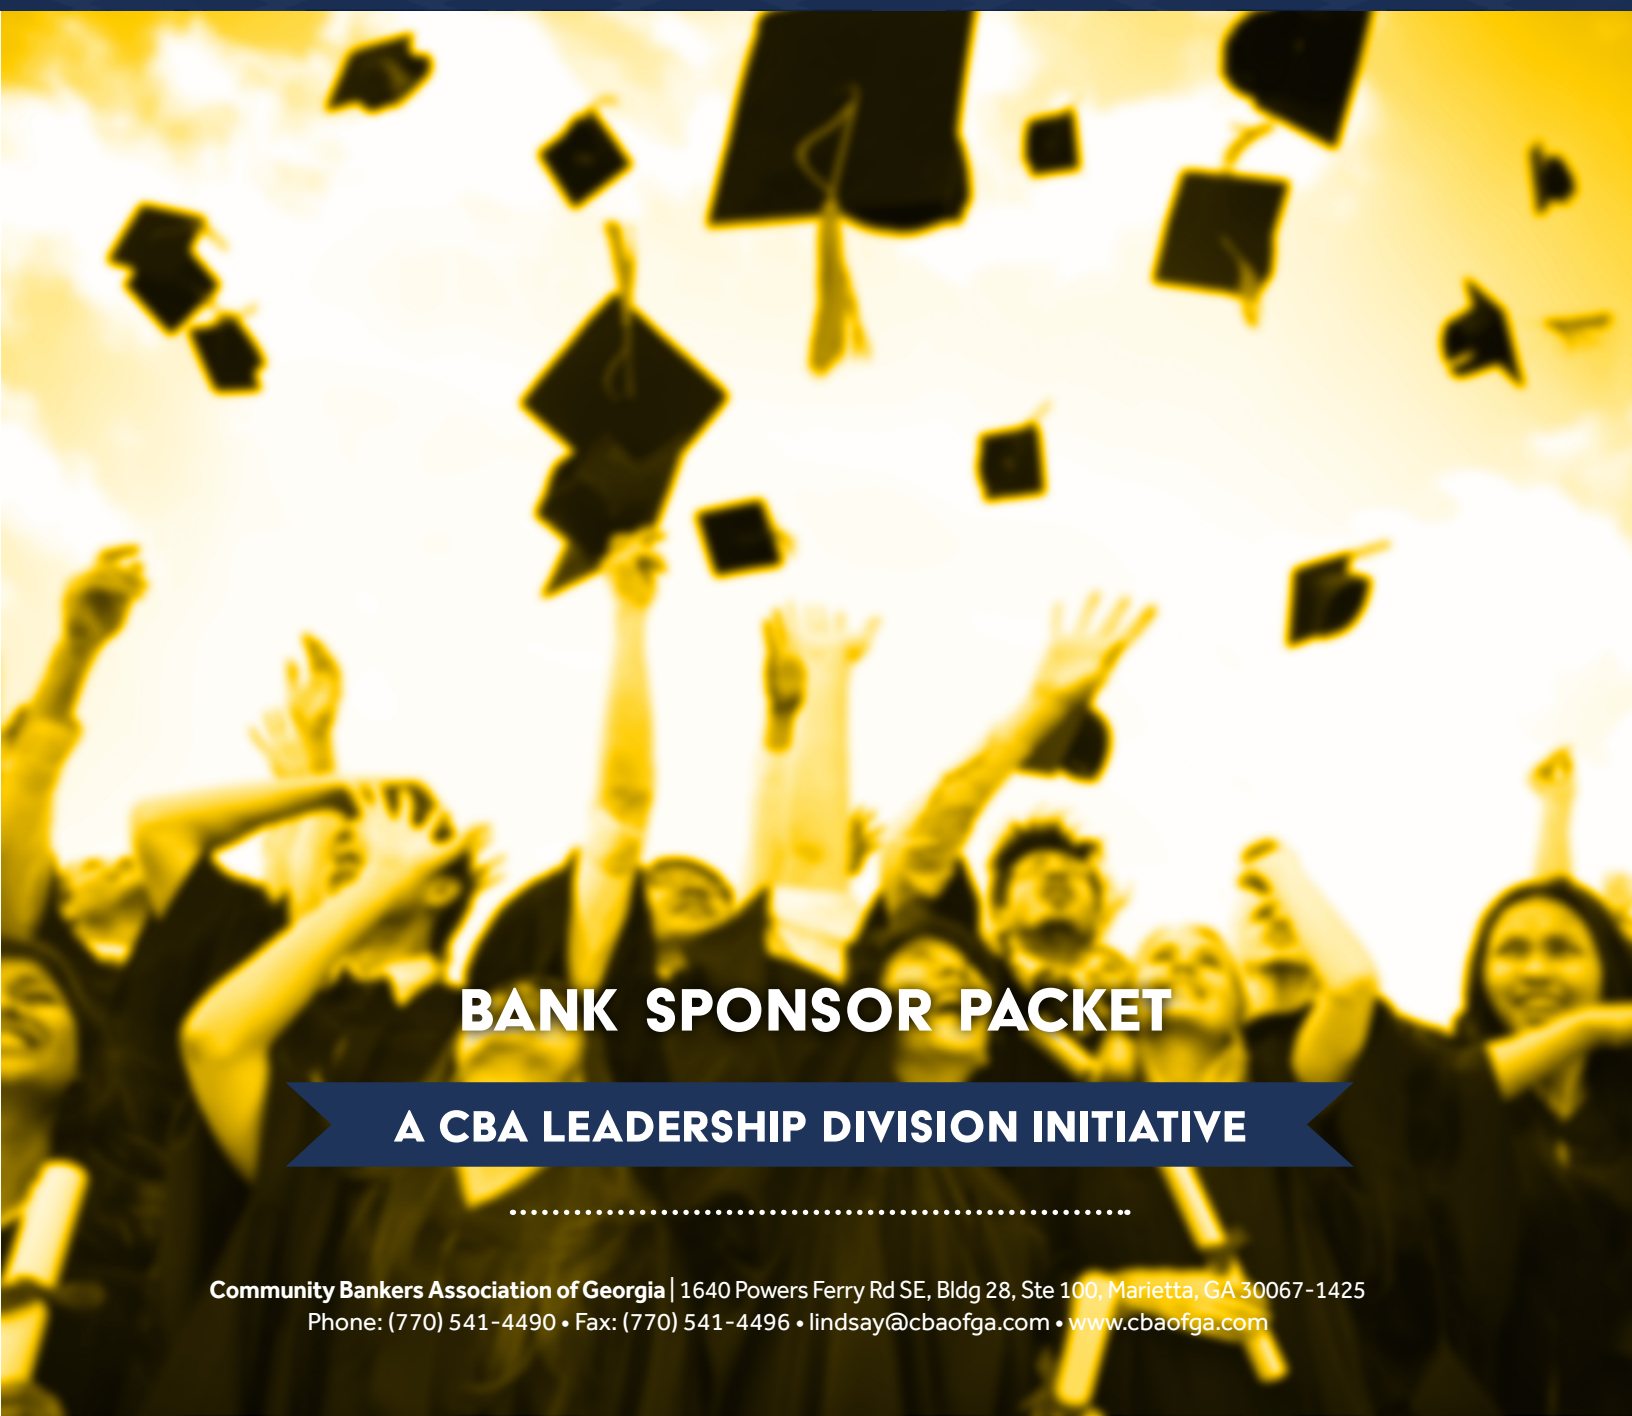 BANK SPONSOR PACKET
A CBA LEADERSHIP DIVISION INITIATIVE
Community Bankers Association of Georgia | 1640 Powers Ferry Rd SE, Bldg 28, Ste 100, Marietta, GA 30067-1425
Phone: (770) 541-4490 • Fax: (770) 541-4496 • lindsay@cbaofga.com • www.cbaofga.com